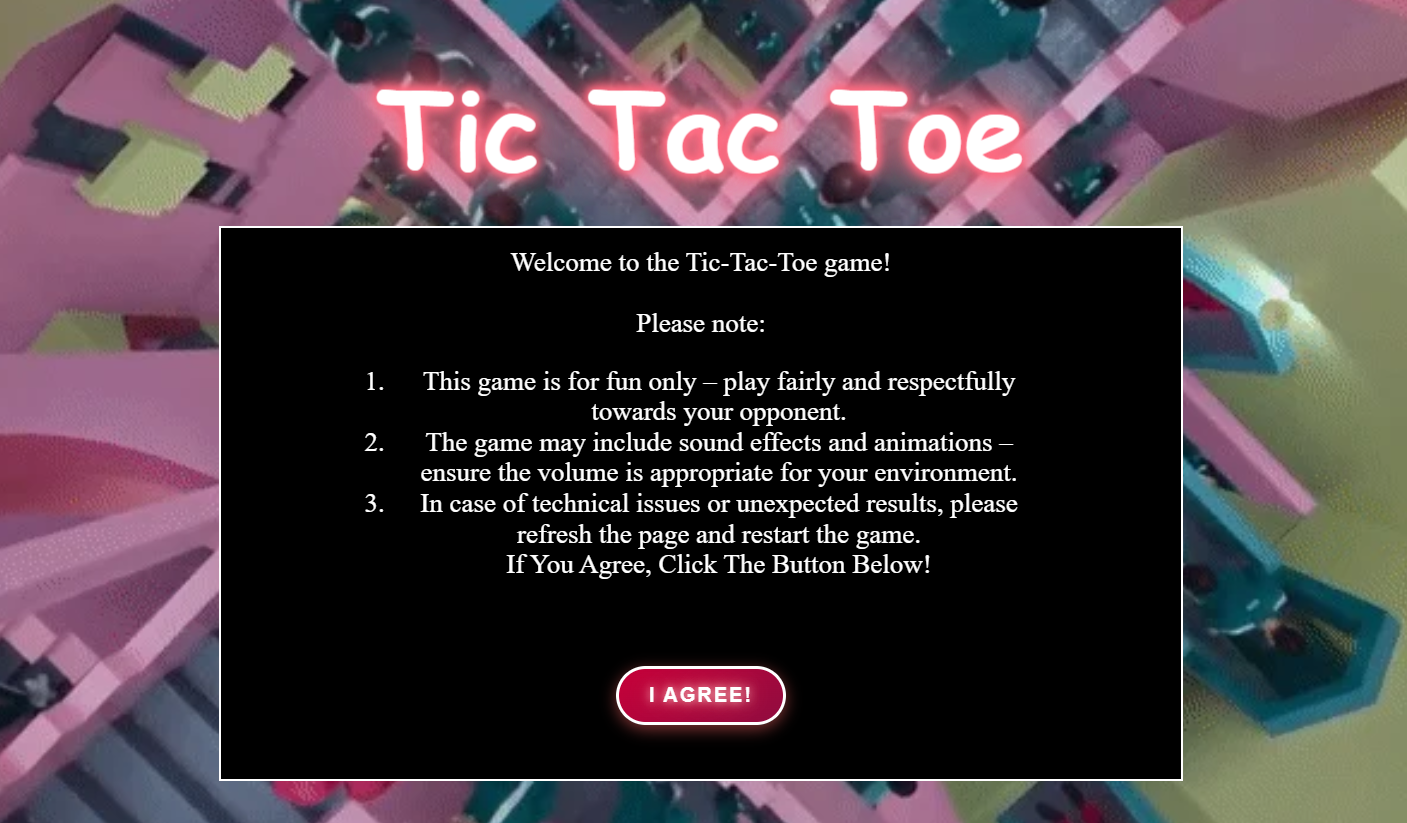 Tic Tac Toe
Welcome to the Tic-Tac-Toe game!
Please note:
1. This game is for fun only – play fairly and respectfully
towards your opponent.
2. The game may include sound effects and animations –
ensure the volume is appropriate for your environment.
3. In case of technical issues or unexpected results, please
refresh the page and restart the game.
If You Agree, Click The Button Below!
I AGREE!